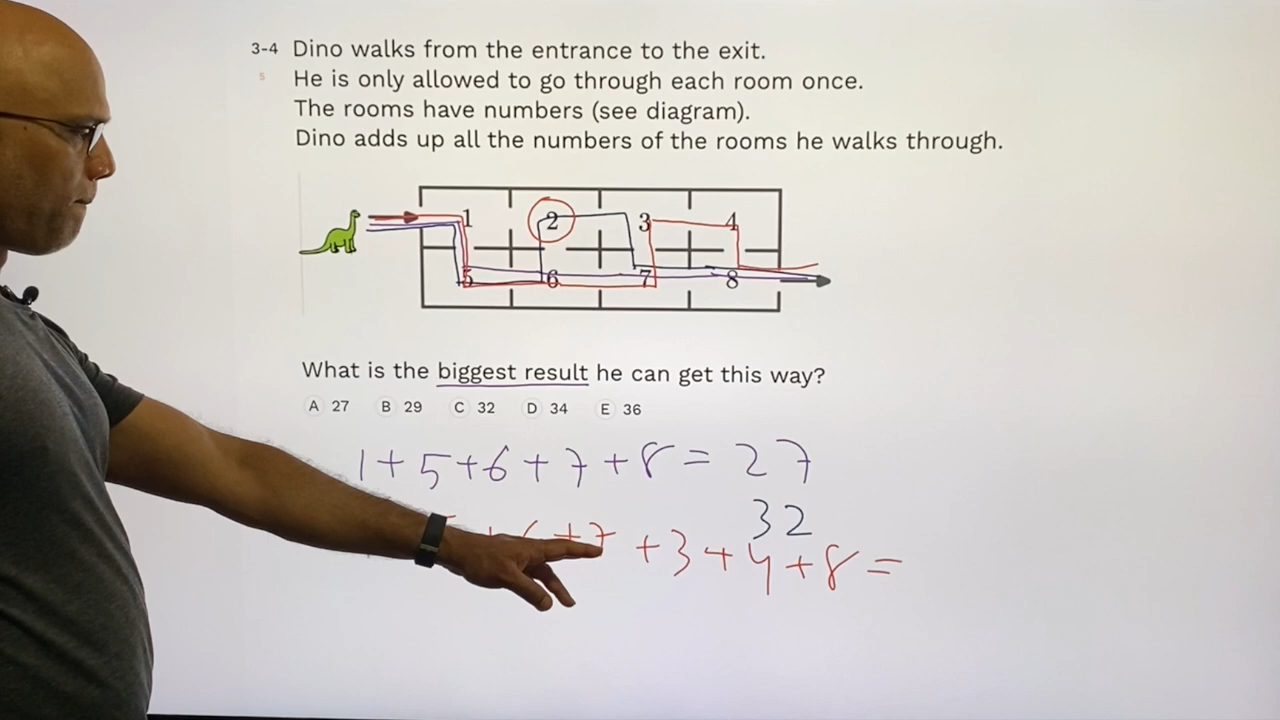 3-4 Dino walks from the entrance to the exit.
5 He is only allowed to go through each room once.
The rooms have numbers (see diagram).
Dino adds up all the numbers of the rooms he walks through.
1 2 3 4
5 6 7 8
What is the biggest result he can get this way?
A 27 B 29 C 32 D 34 E 36
1+5+6+7+8=27
32
+7+3+4+8=